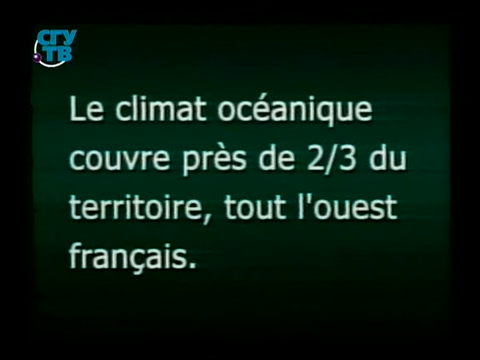 СГУ
ТВ
Le climat océanique
couvre près de 2/3 du
territoire, tout l'ouest
français.